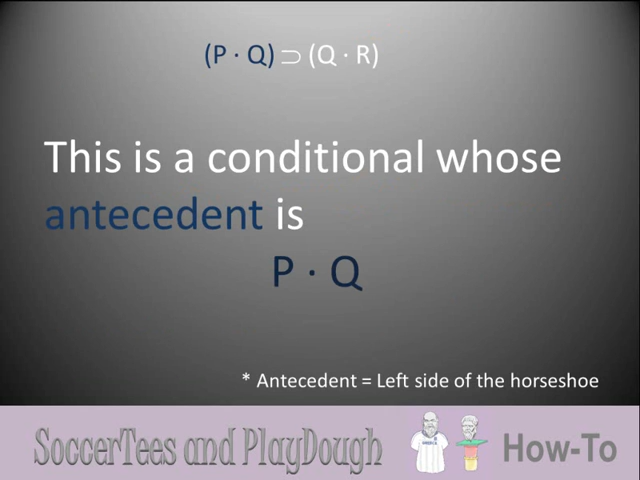 (P · Q) ⊃ (Q · R)
This is a conditional whose
antecedent is
P · Q
* Antecedent = Left side of the horseshoe
SoccerTees and PlayDough
How-To